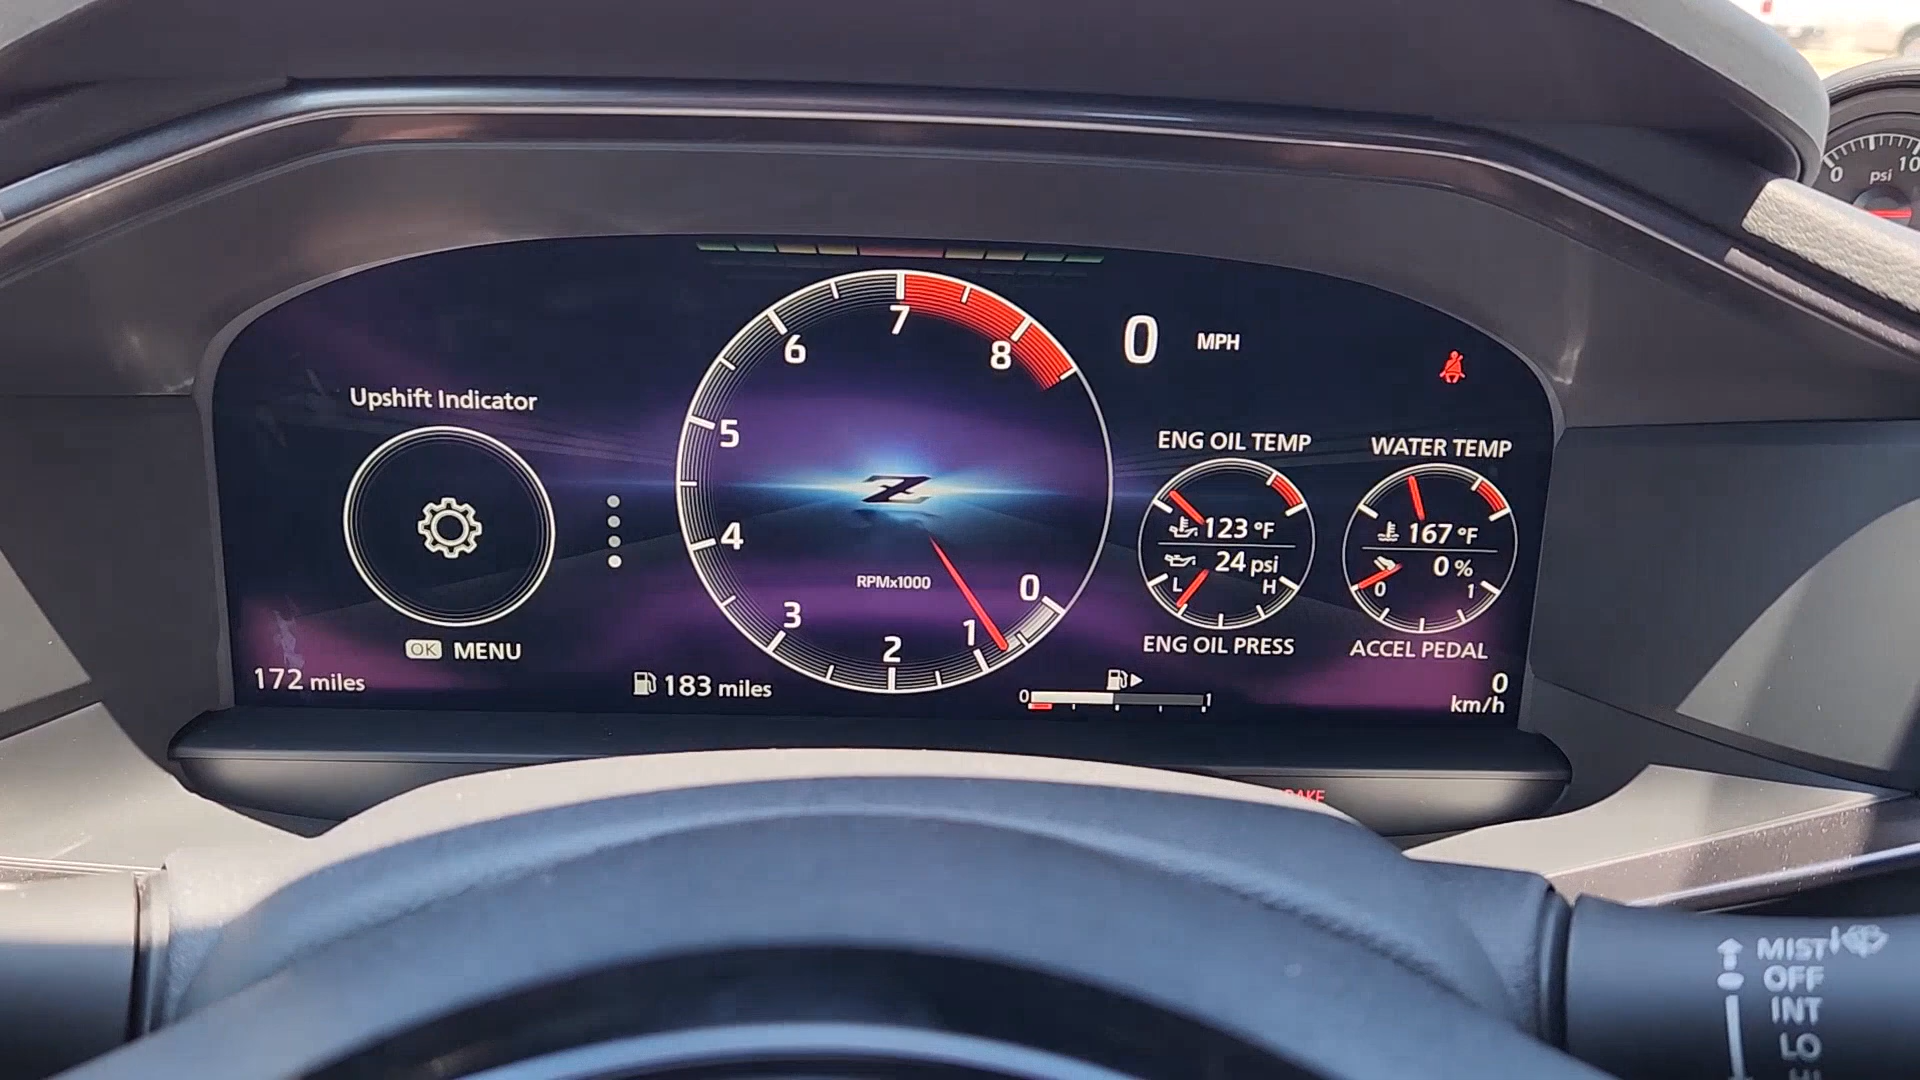 0 10
psi
7
6
8
0 MPH
Upshift Indicator
5
ENG OIL TEMP
WATER TEMP
Z
4
123 °F
167 °F
24 psi
0 %
RPMx1000
0
L H
0 1
3
1
2
OK MENU
ENG OIL PRESS
ACCEL PEDAL
172 miles
183 miles
0 1
0
km/h
MIST
OFF
INT
LO